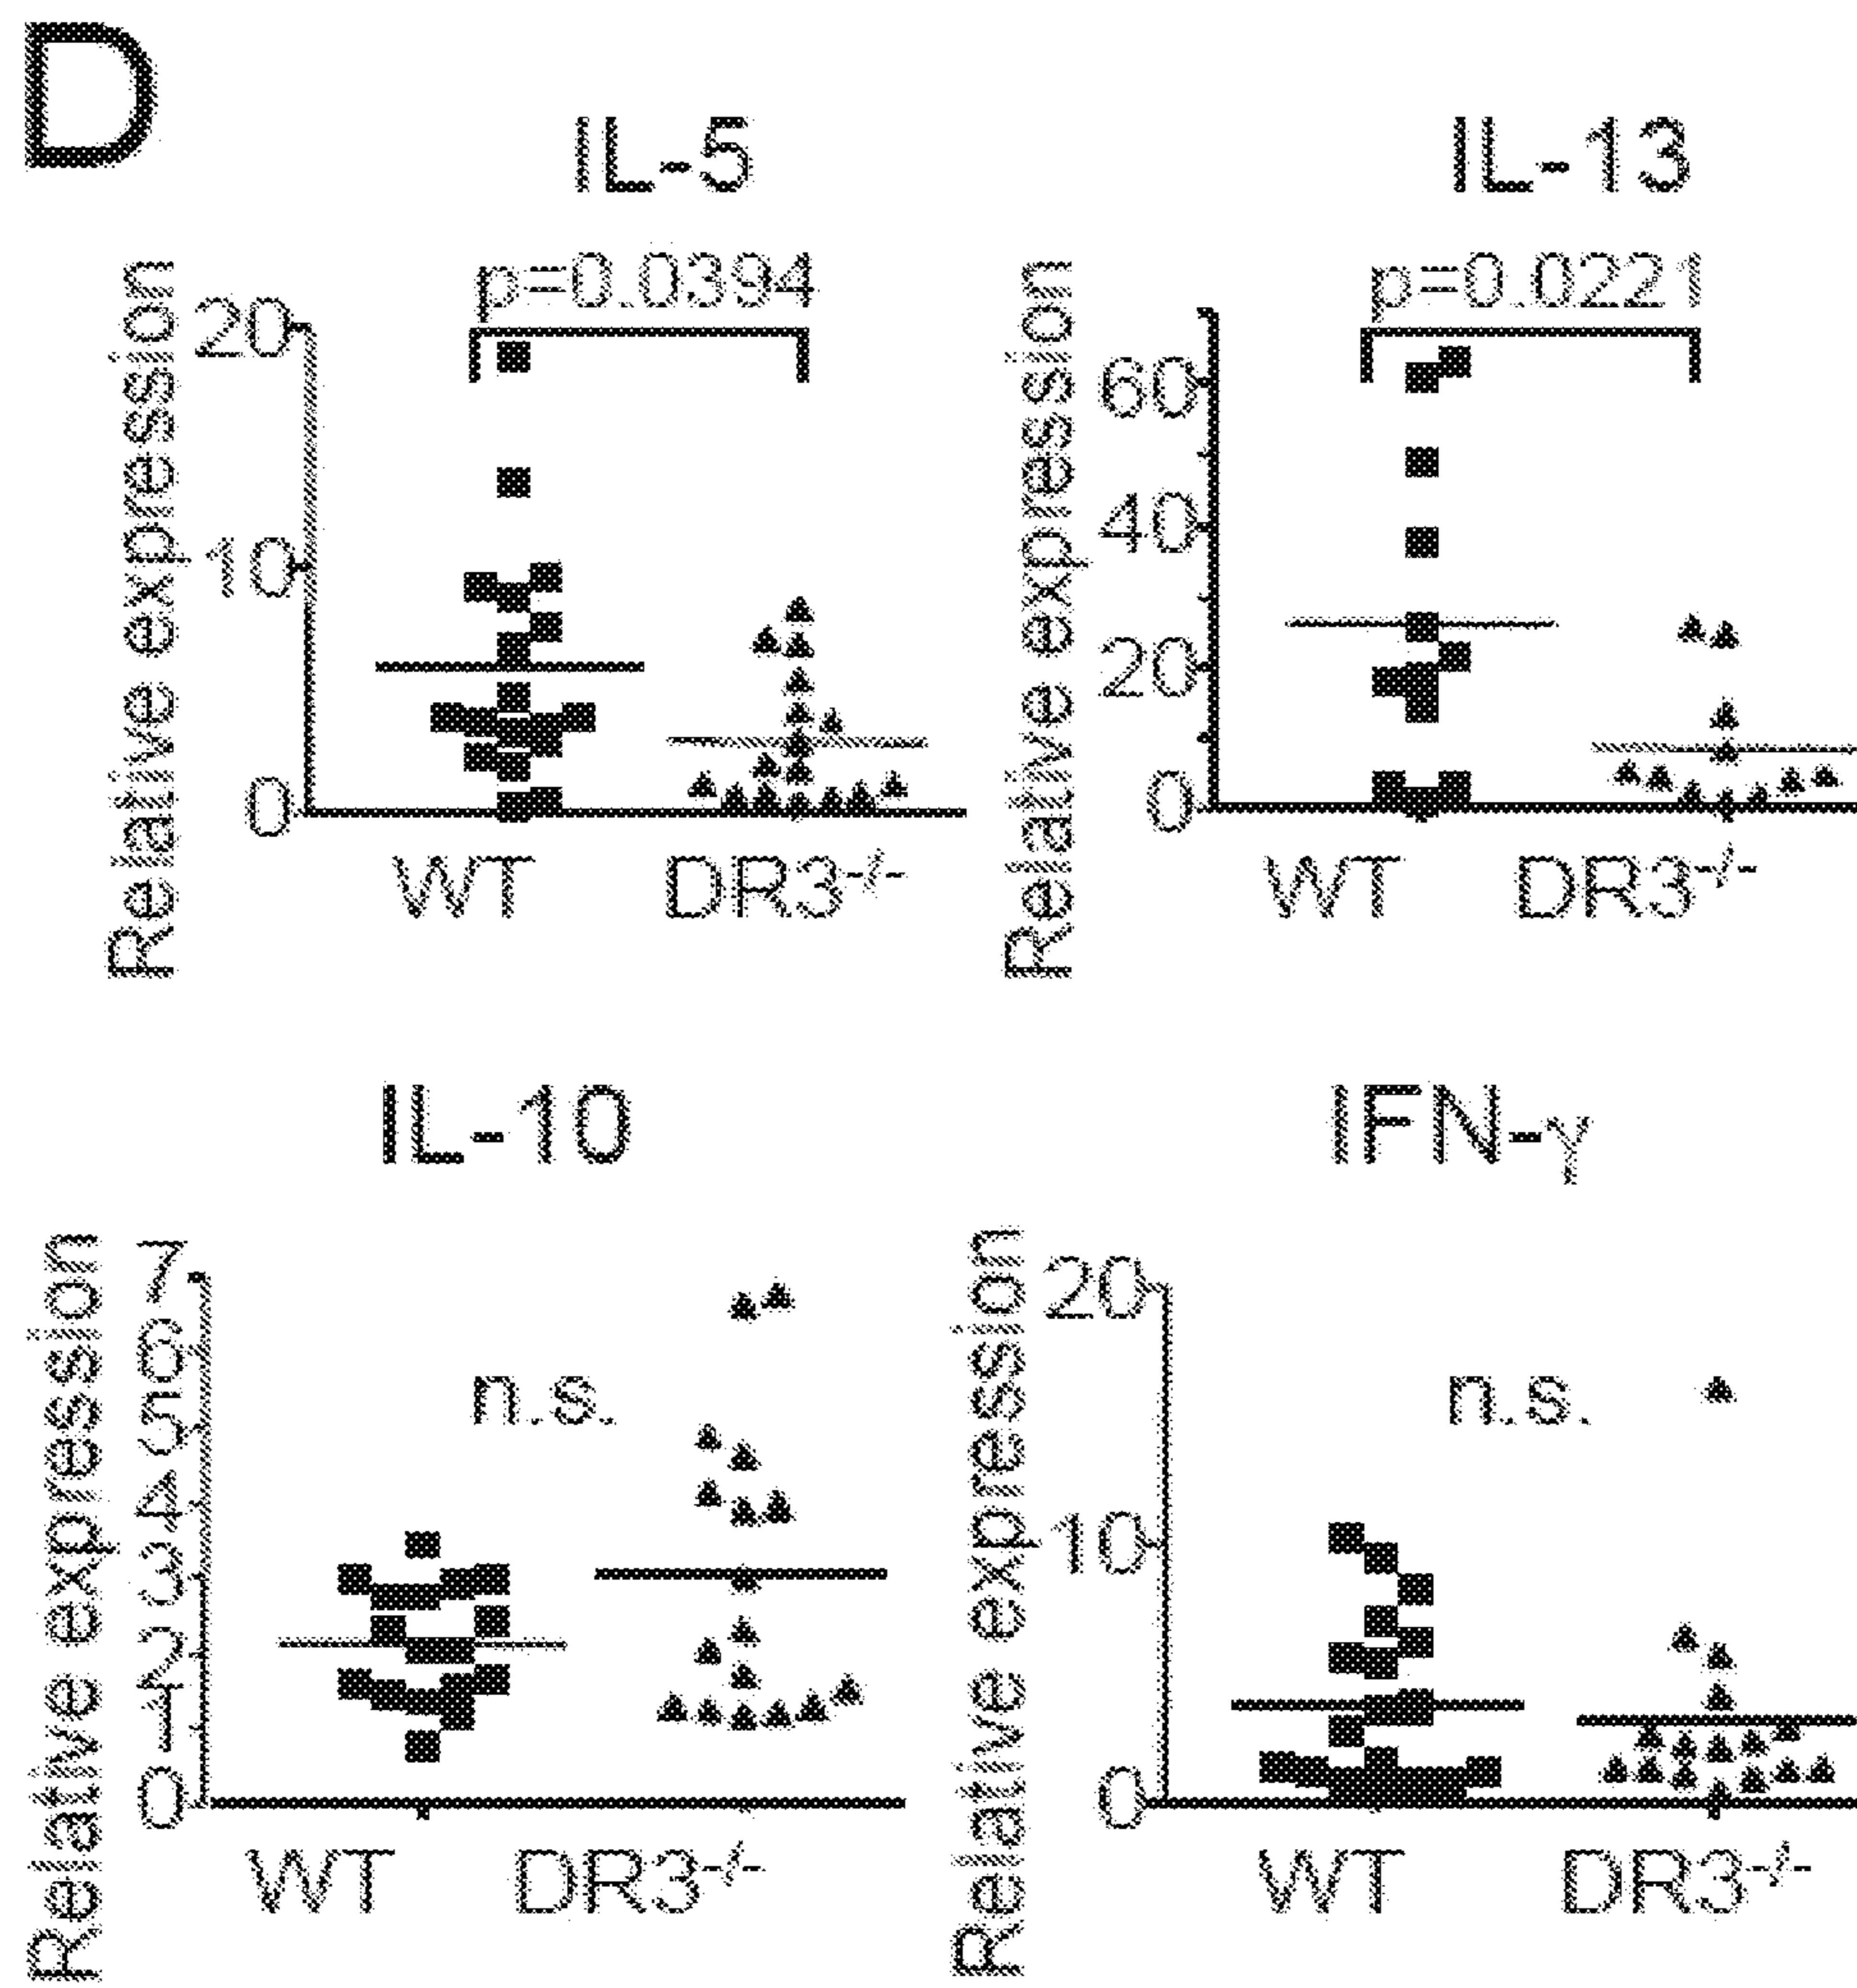 D
IL-5
p=0.0394
Relative expression
20
10
0
WT DR3-/-
IL-13
p=0.0221
Relative expression
60
40
20
0
WT DR3-/-
IL-10
n.s.
Relative expression
7
6
5
4
3
2
1
0
WT DR3-/-
IFN-γ
n.s.
Relative expression
20
10
0
WT DR3-/-